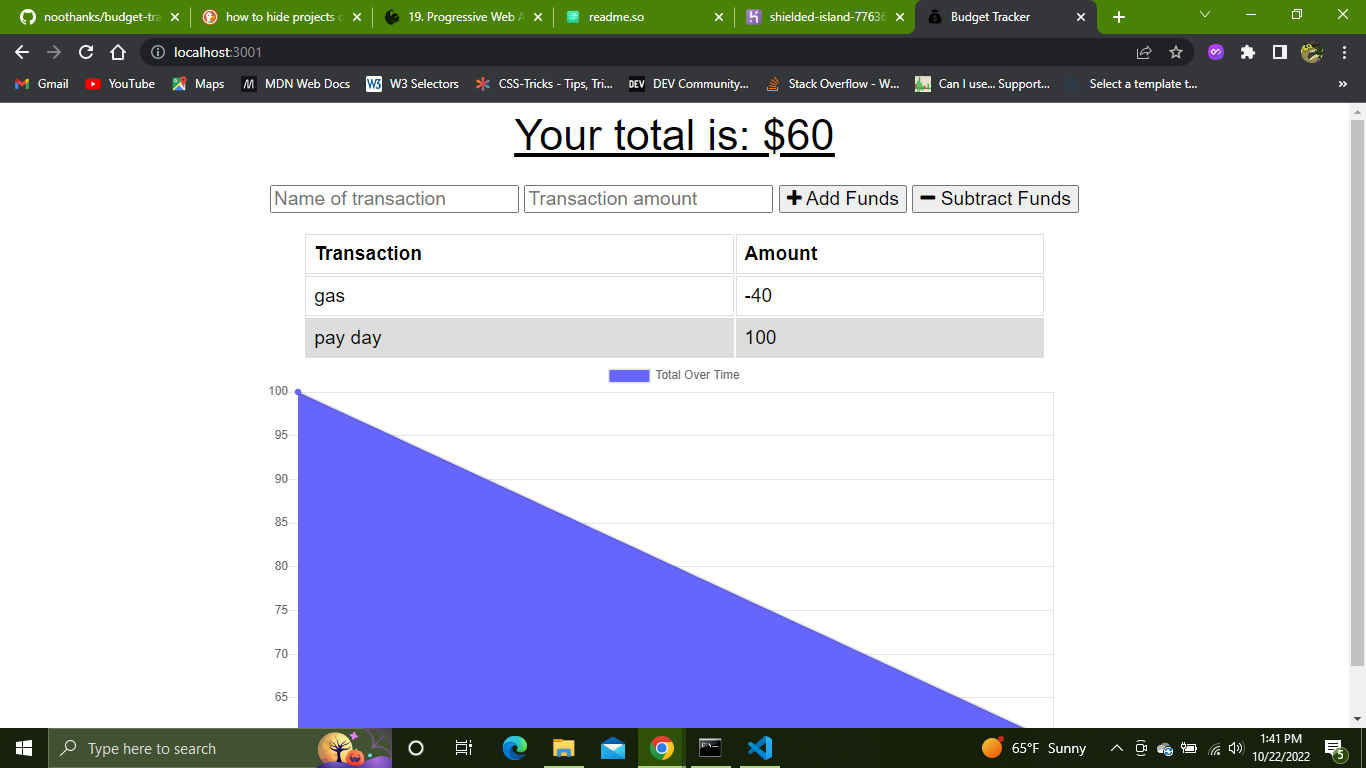 noothanks/budget-tra
how to hide projects o
19. Progressive Web A
readme.so
shielded-island-77636
Budget Tracker
localhost:3001
Gmail
YouTube
Maps
MDN Web Docs
W3 Selectors
CSS-Tricks - Tips, Tri...
DEV Community...
Stack Overflow - W...
Can I use... Support...
Select a template t...
»
Your total is: $60
Name of transaction
Transaction amount
Add Funds
Subtract Funds
Transaction Amount
gas -40
pay day 100
Total Over Time
100
95
90
85
80
75
70
65
Type here to search
65°F Sunny
1:41 PM
10/22/2022
5